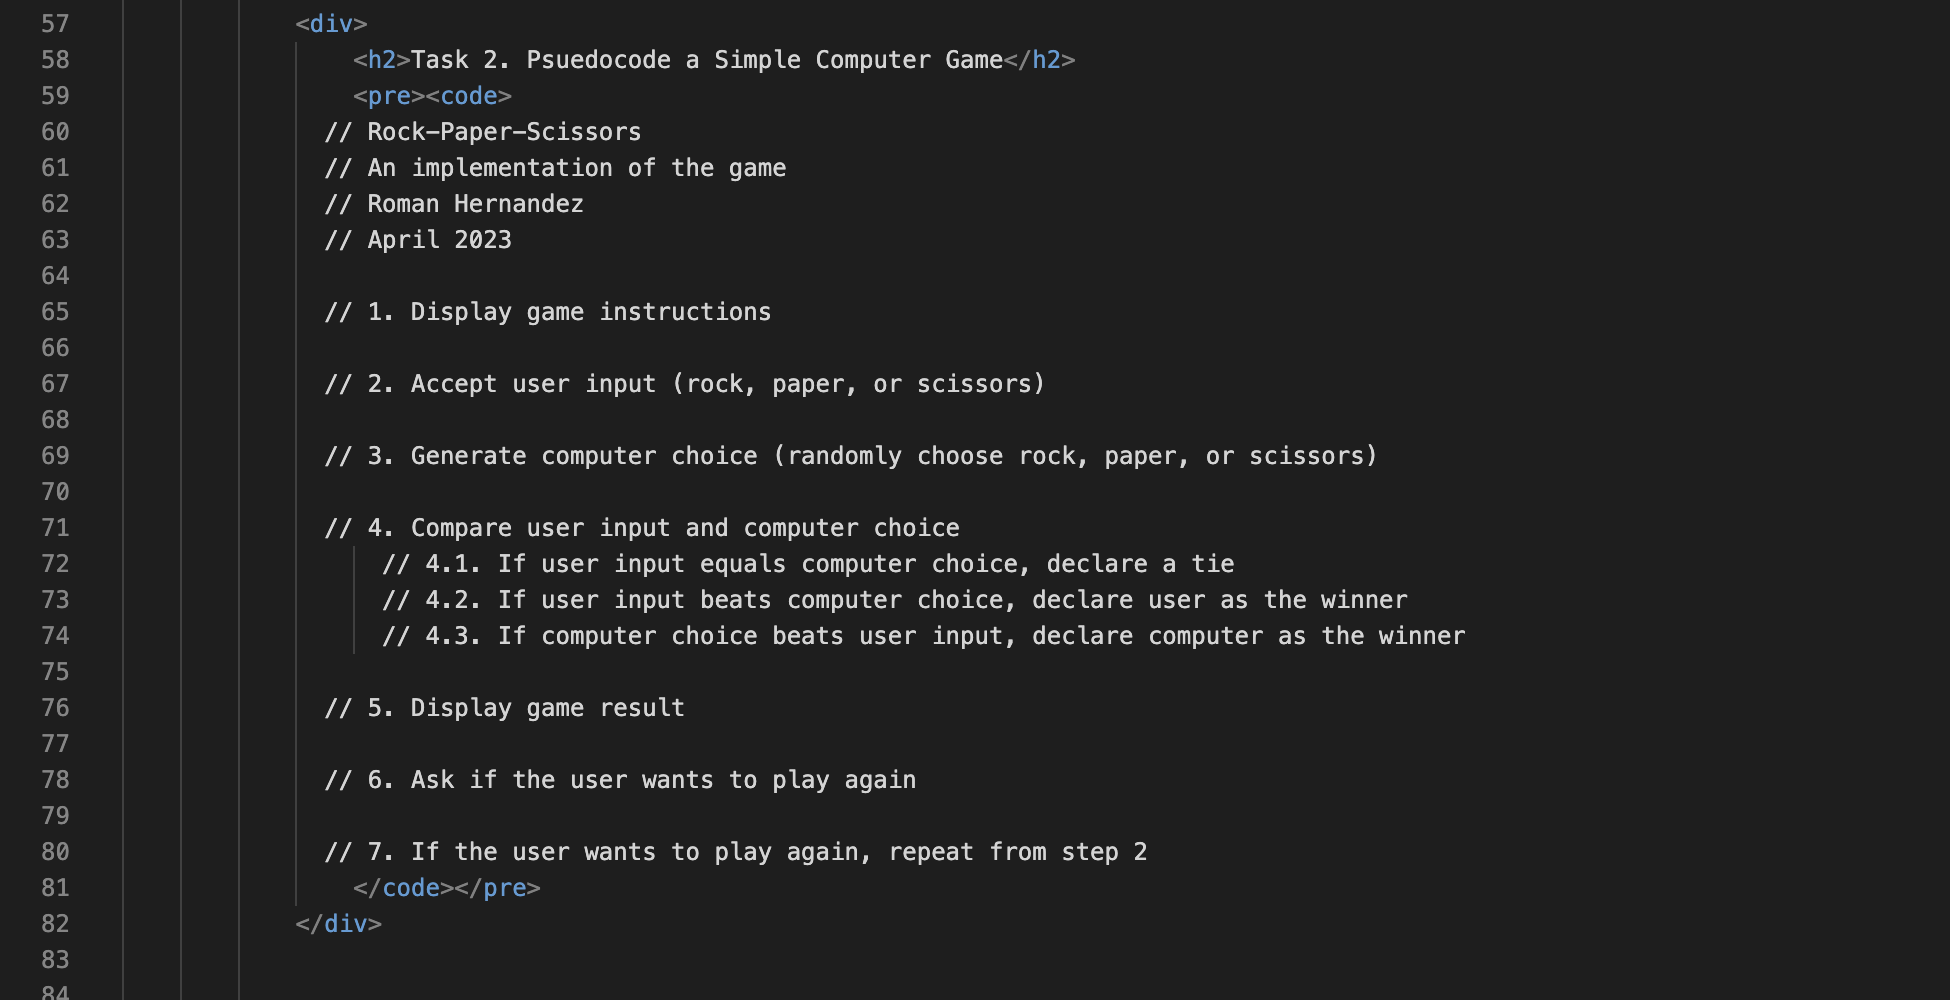 57 <div>
58 <h2>Task 2. Psuedocode a Simple Computer Game</h2>
59 <pre><code>
60 // Rock-Paper-Scissors
61 // An implementation of the game
62 // Roman Hernandez
63 // April 2023
64
65 // 1. Display game instructions
66
67 // 2. Accept user input (rock, paper, or scissors)
68
69 // 3. Generate computer choice (randomly choose rock, paper, or scissors)
70
71 // 4. Compare user input and computer choice
72 // 4.1. If user input equals computer choice, declare a tie
73 // 4.2. If user input beats computer choice, declare user as the winner
74 // 4.3. If computer choice beats user input, declare computer as the winner
75
76 // 5. Display game result
77
78 // 6. Ask if the user wants to play again
79
80 // 7. If the user wants to play again, repeat from step 2
81 </code></pre>
82 </div>
83
84